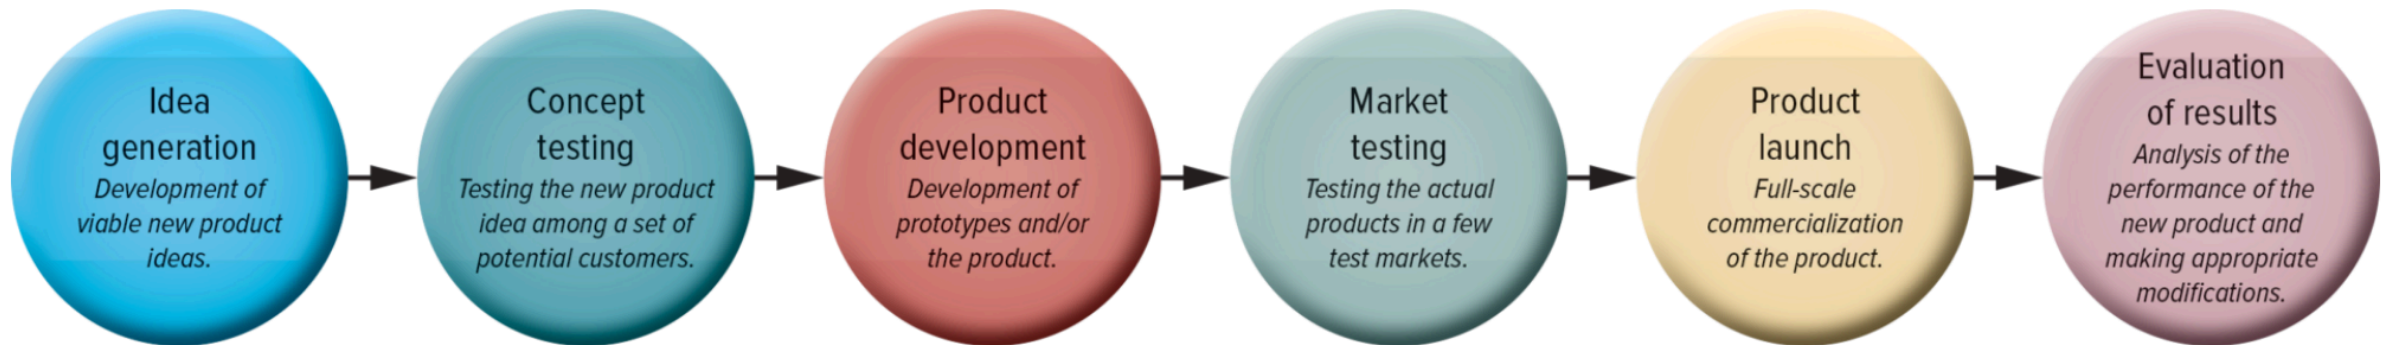 Idea
generation
Development of
viable new product
ideas.
Concept
testing
Testing the new product
idea among a set of
potential customers.
Product
development
Development of
prototypes and/or
the product.
Market
testing
Testing the actual
products in a few
test markets.
Product
launch
Full-scale
commercialization
of the product.
Evaluation
of results
Analysis of the
performance of the
new product and
making appropriate
modifications.